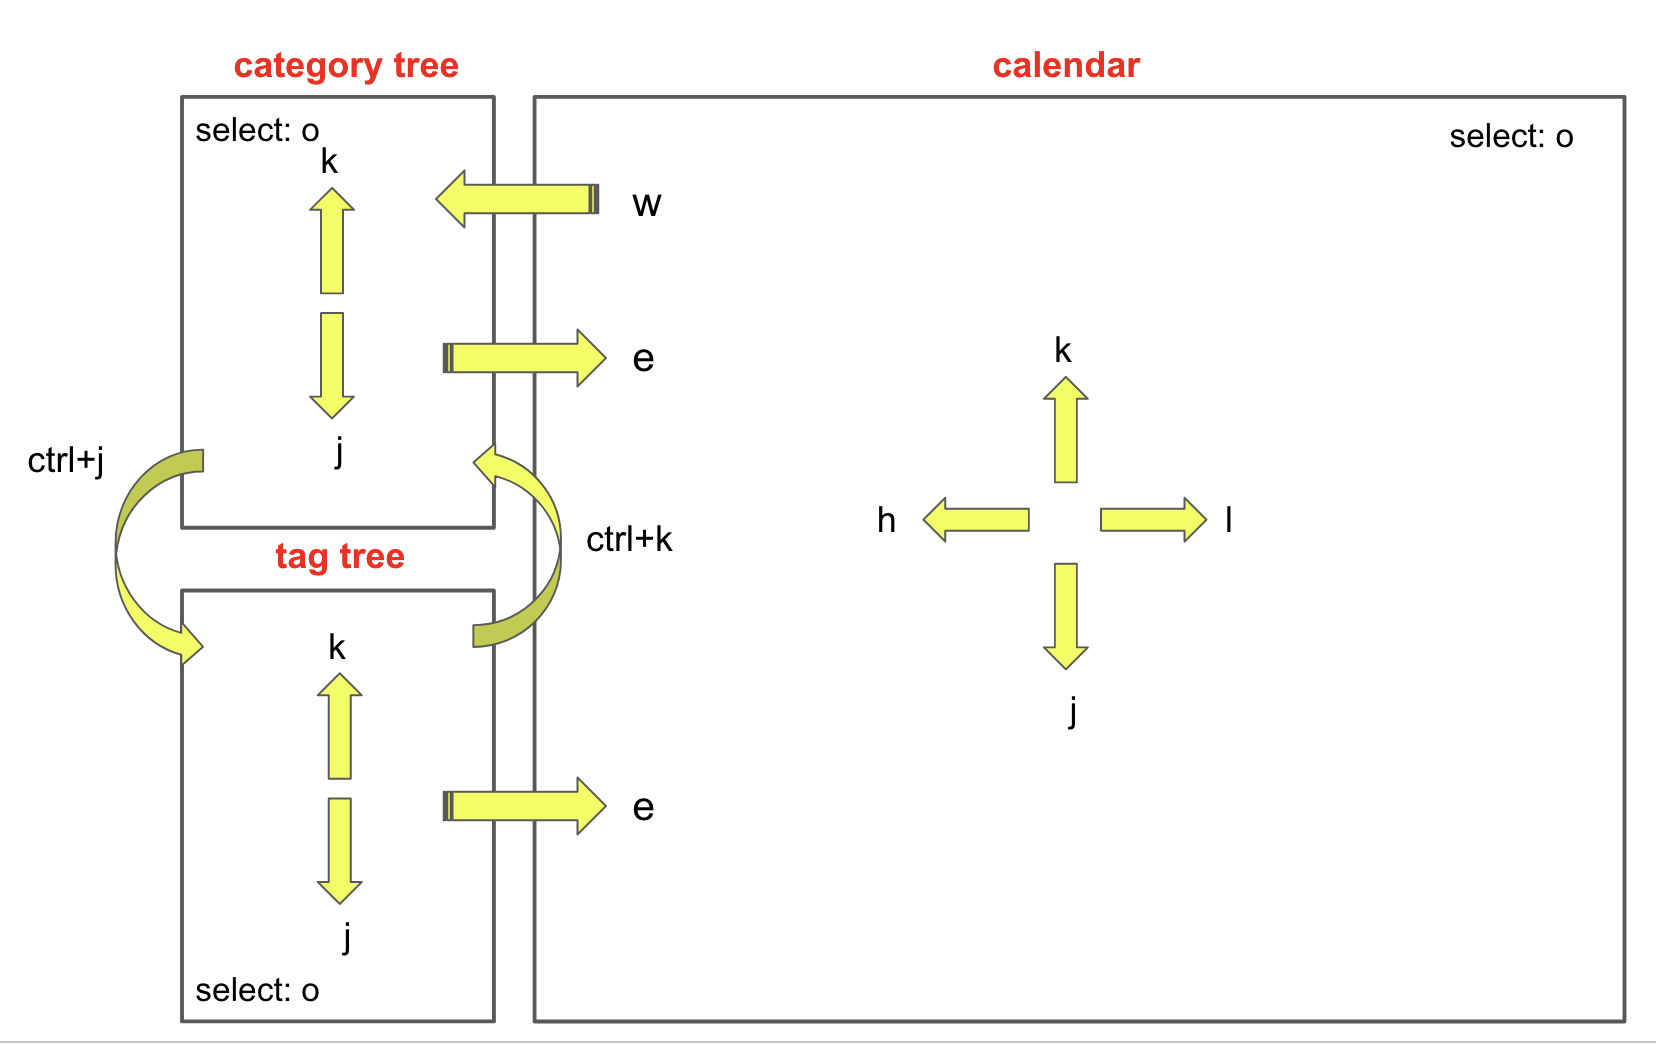 category tree
calendar
select: o
select: o
k
w
e
k
j
ctrl+j
h
l
ctrl+k
tag tree
k
j
e
j
select: o